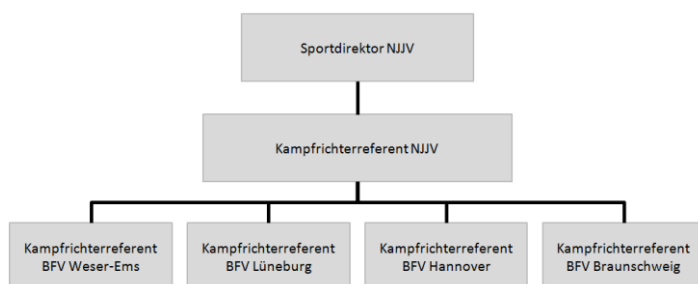 Sportdirektor NJJV
Kampfrichterreferent NJJV
Kampfrichterreferent
BFV Weser-Ems
Kampfrichterreferent
BFV Lüneburg
Kampfrichterreferent
BFV Hannover
Kampfrichterreferent
BFV Braunschweig